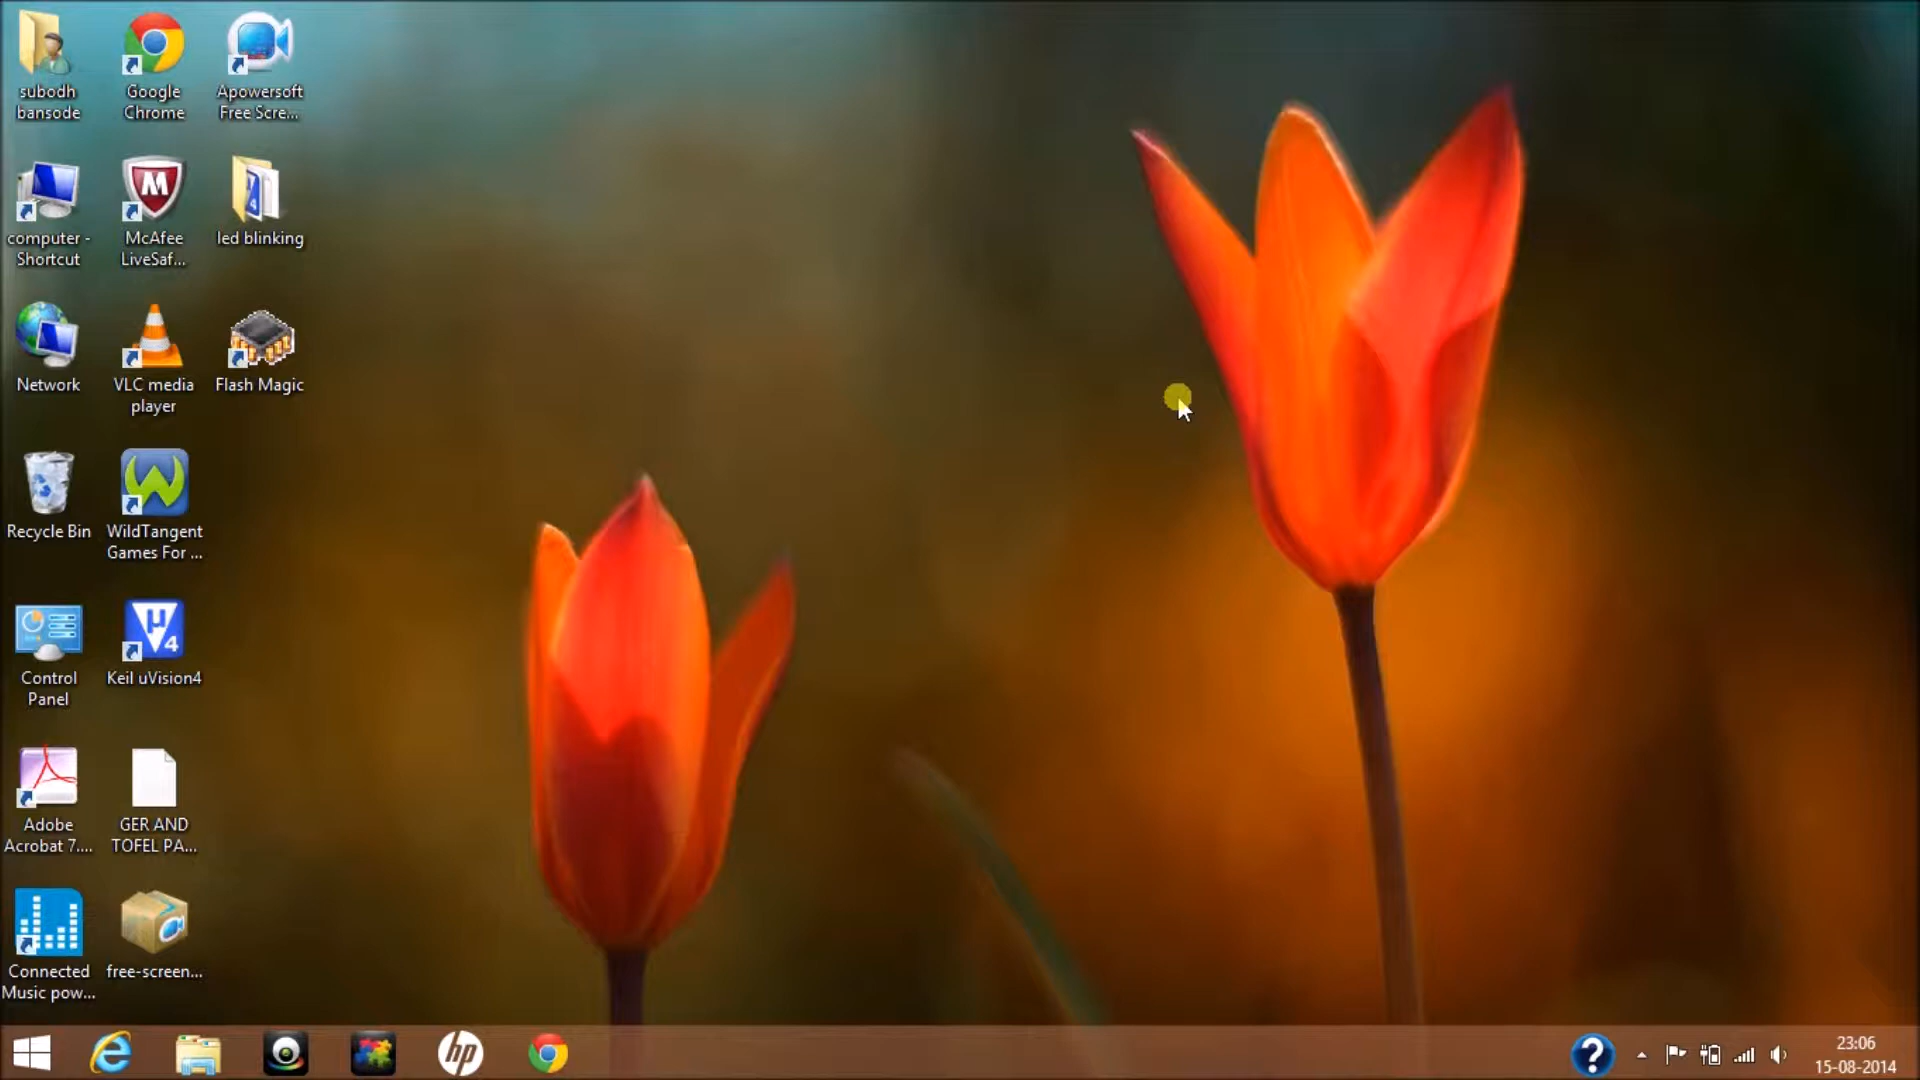 subodh
bansode
Google
Chrome
Apowersoft
Free Scre...
computer -
Shortcut
McAfee
LiveSaf...
led blinking
Network
VLC media
player
Flash Magic
Recycle Bin
WildTangent
Games For ...
Control
Panel
µ
4
Keil uVision4
Adobe
Acrobat 7....
GER AND
TOFEL PA...
Connected
Music pow...
free-screen...
hp
?
23:06
15-08-2014